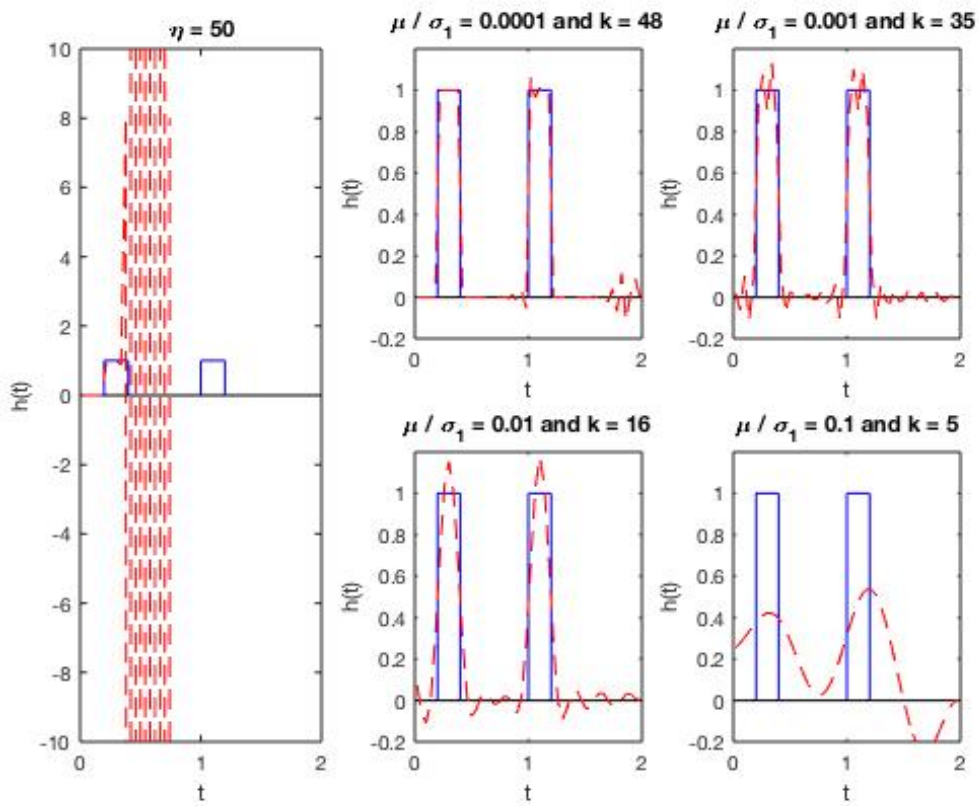 η = 50
10
8
6
4
2
0
-2
-4
-6
-8
-10
h(t)
0 1 2
t
μ / σ1 = 0.0001 and k = 48
1
0.8
0.6
0.4
0.2
0
-0.2
h(t)
0 1 2
t
μ / σ1 = 0.001 and k = 35
1
0.8
0.6
0.4
0.2
0
-0.2
h(t)
0 1 2
t
μ / σ1 = 0.01 and k = 16
1
0.8
0.6
0.4
0.2
0
-0.2
h(t)
0 1 2
t
μ / σ1 = 0.1 and k = 5
1
0.8
0.6
0.4
0.2
0
-0.2
h(t)
0 1 2
t